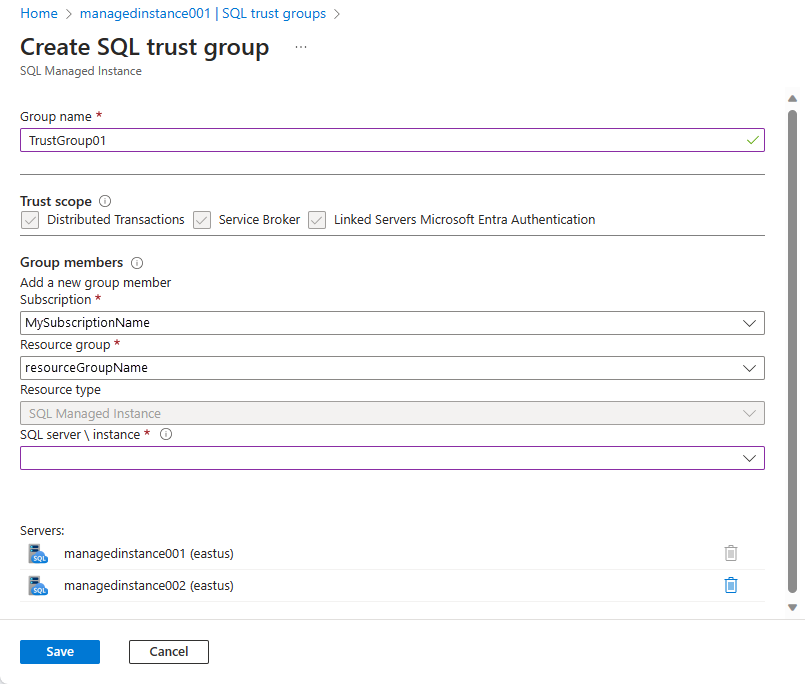 Home > managedinstance001 | SQL trust groups >
Create SQL trust group ...
SQL Managed Instance
Group name *
TrustGroup01
Trust scope
Distributed Transactions Service Broker Linked Servers Microsoft Entra Authentication
Group members
Add a new group member
Subscription *
MySubscriptionName
Resource group *
resourceGroupName
Resource type
SQL Managed Instance
SQL server \ instance *
Servers:
SQL managedinstance001 (eastus)
SQL managedinstance002 (eastus)
Save Cancel